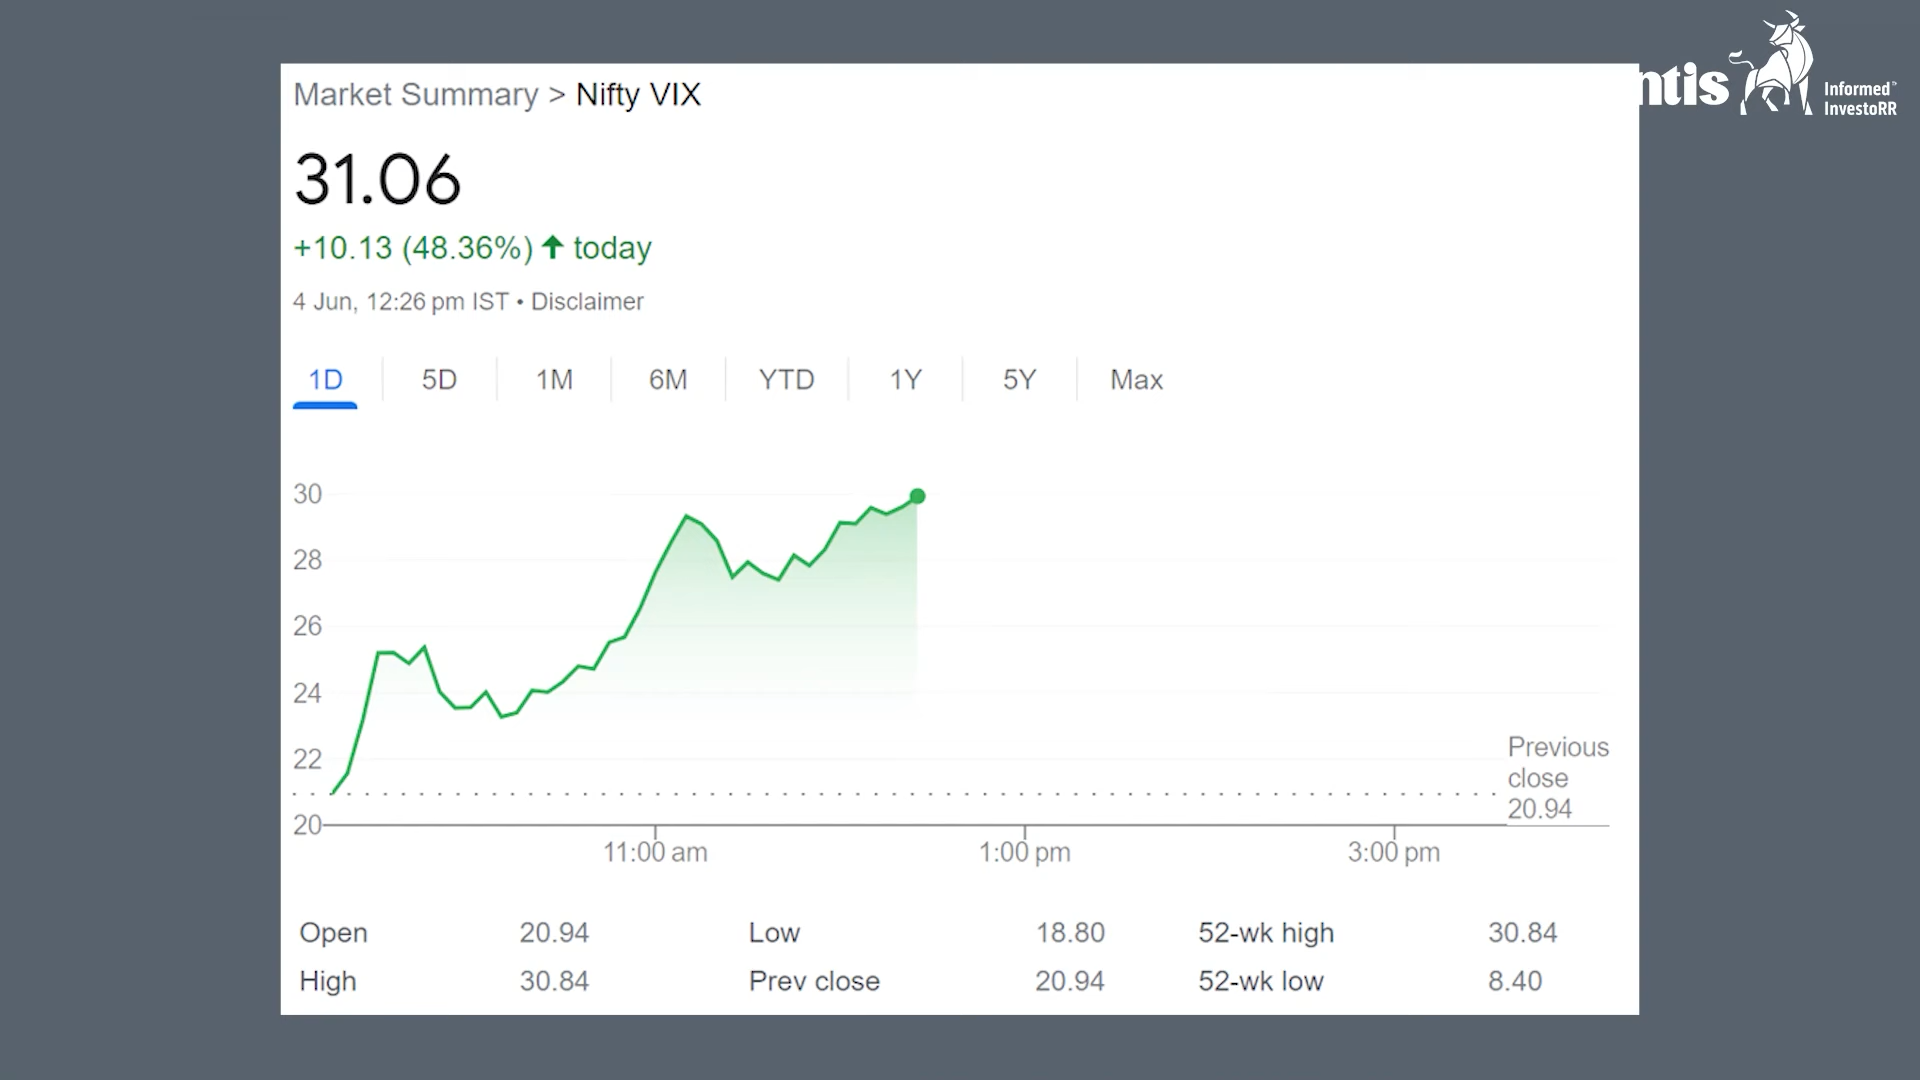 Market Summary > Nifty VIX
ntis
Informed
InvestoRR
31.06
+10.13 (48.36%) ↑ today
4 Jun, 12:26 pm IST • Disclaimer
1D 5D 1M 6M YTD 1Y 5Y Max
30
28
26
24
22
20
Previous
close
20.94
11:00 am 1:00 pm 3:00 pm
Open 20.94 Low 18.80 52-wk high 30.84
High 30.84 Prev close 20.94 52-wk low 8.40